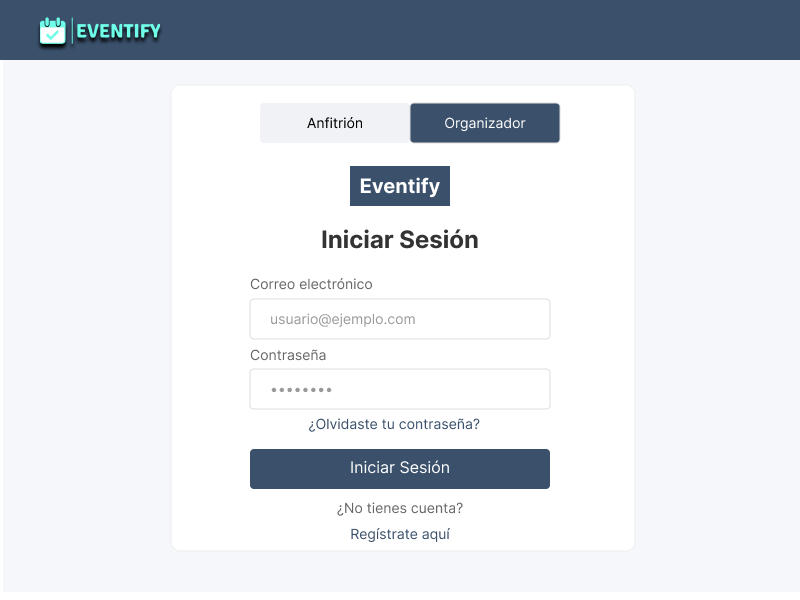 EVENTIFY
Anfitrión Organizador
Eventify
Iniciar Sesión
Correo electrónico
usuario@ejemplo.com
Contraseña
••••••••
¿Olvidaste tu contraseña?
Iniciar Sesión
¿No tienes cuenta?
Regístrate aquí